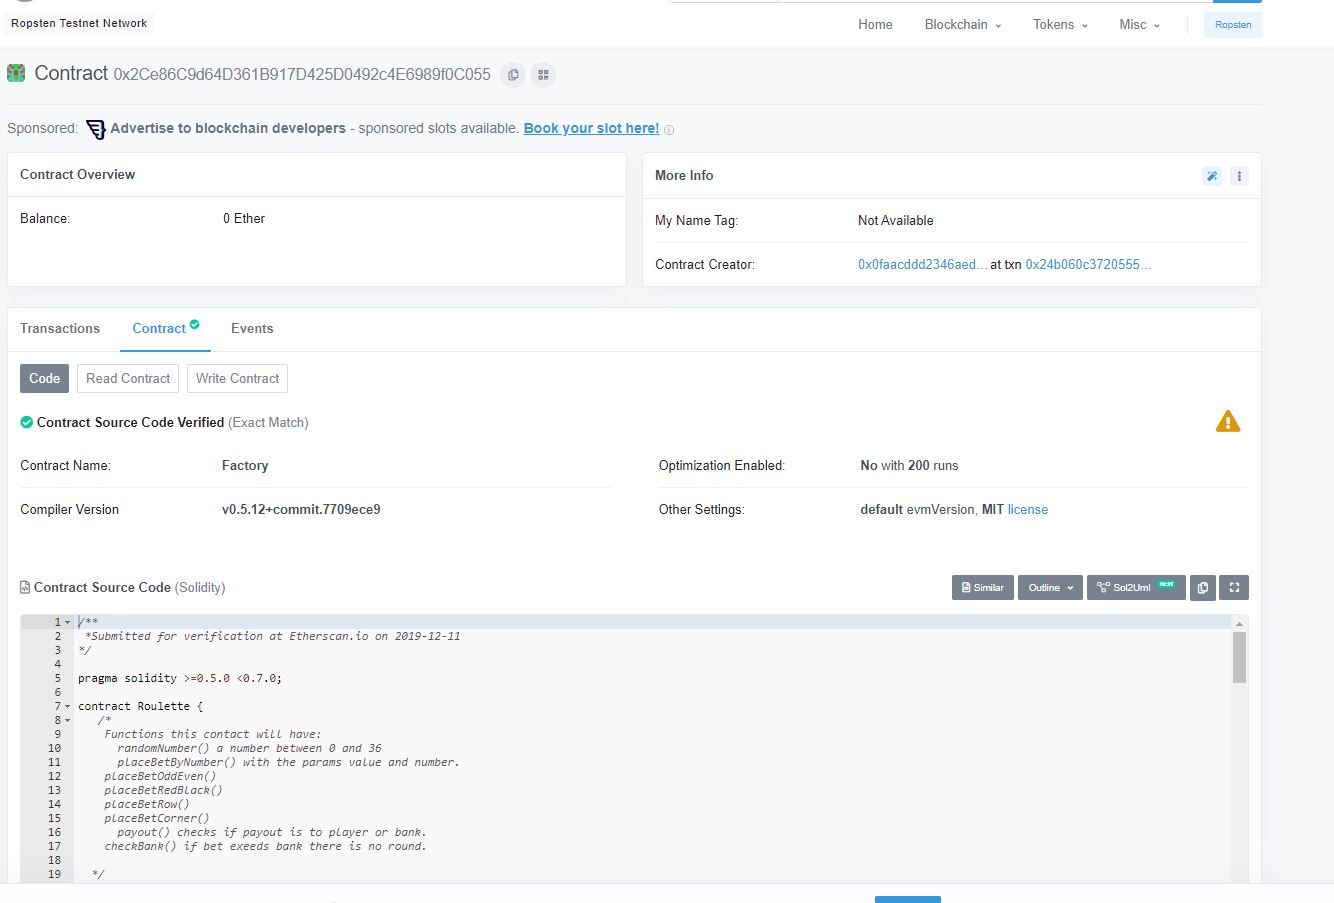 Ropsten Testnet Network
Home Blockchain Tokens Misc Ropsten
Contract 0x2Ce86C9d64D361B917D425D0492c4E6989f0C055
Sponsored: Advertise to blockchain developers - sponsored slots available. Book your slot here!
Contract Overview
Balance: 0 Ether
More Info
My Name Tag: Not Available
Contract Creator: 0x0faacddd2346aed... at txn 0x24b060c3720555...
Transactions Contract Events
Code Read Contract Write Contract
Contract Source Code Verified (Exact Match)
Contract Name: Factory
Optimization Enabled: No with 200 runs
Compiler Version v0.5.12+commit.7709ece9
Other Settings: default evmVersion, MIT license
Contract Source Code (Solidity)
Similar Outline Sol2Uml NEW
1 /**
2 *Submitted for verification at Etherscan.io on 2019-12-11
3 */
4
5 pragma solidity >=0.5.0 <0.7.0;
6
7 contract Roulette {
8 /*
9 Functions this contact will have:
10 randomNumber() a number between 0 and 36
11 placeBetByNumber() with the params value and number.
12 placeBetOddEven()
13 placeBetRedBlack()
14 placeBetRow()
15 placeBetCorner()
16 payout() checks if payout is to player or bank.
17 checkBank() if bet exeeds bank there is no round.
18
19 */